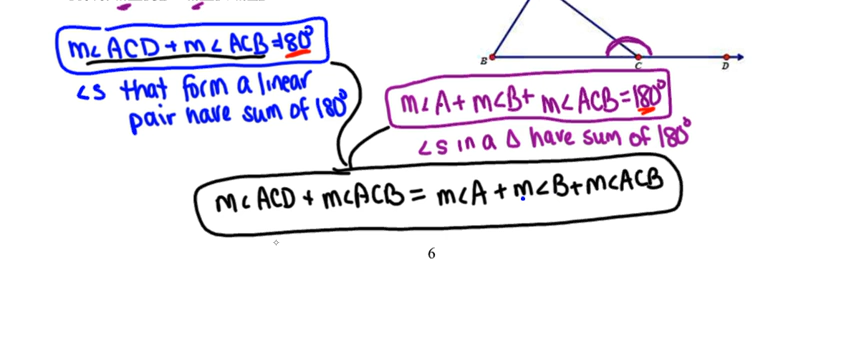 B
C
D
m∠ACD + m∠ACB = 180°
∠s that form a linear
pair have sum of 180°
m∠A + m∠B + m∠ACB = 180°
∠s in a Δ have sum of 180°
m∠ACD + m∠ACB = m∠A + m∠B + m∠ACB
6